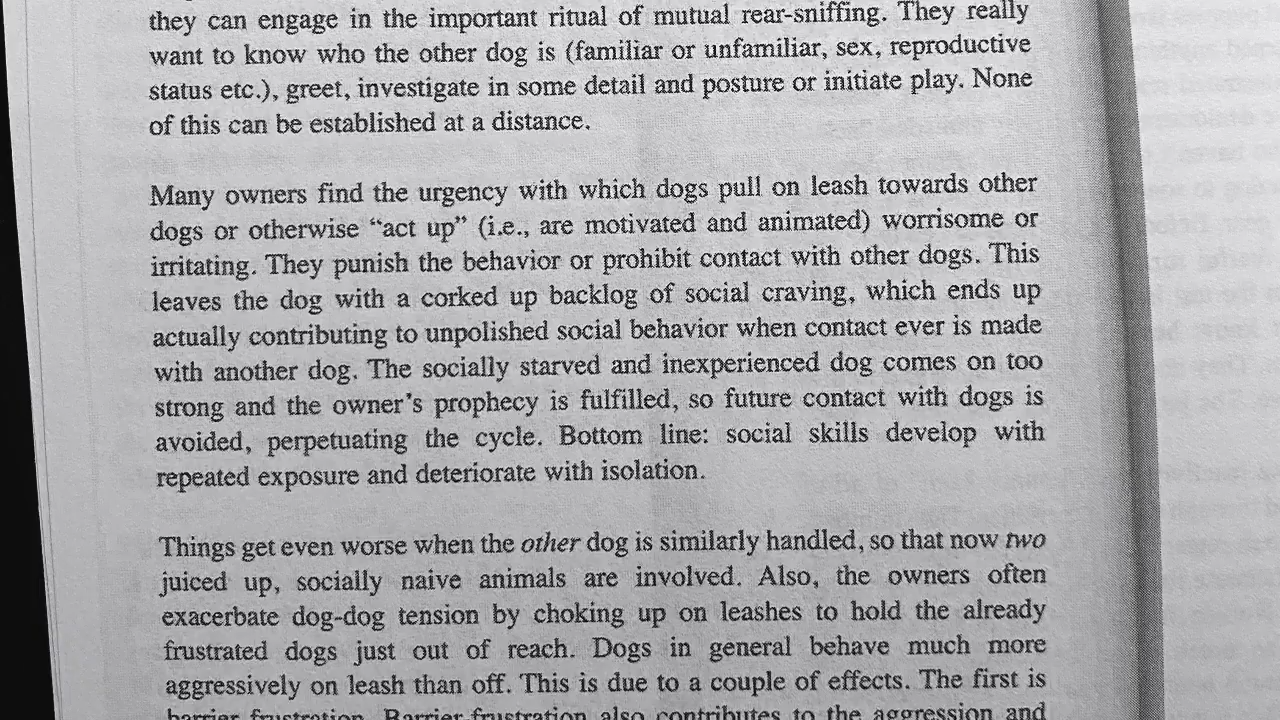 they can engage in the important ritual of mutual rear-sniffing. They really
want to know who the other dog is (familiar or unfamiliar, sex, reproductive
status etc.), greet, investigate in some detail and posture or initiate play. None
of this can be established at a distance.
Many owners find the urgency with which dogs pull on leash towards other
dogs or otherwise “act up” (i.e., are motivated and animated) worrisome or
irritating. They punish the behavior or prohibit contact with other dogs. This
leaves the dog with a corked up backlog of social craving, which ends up
actually contributing to unpolished social behavior when contact ever is made
with another dog. The socially starved and inexperienced dog comes on too
strong and the owner’s prophecy is fulfilled, so future contact with dogs is
avoided, perpetuating the cycle. Bottom line: social skills develop with
repeated exposure and deteriorate with isolation.
Things get even worse when the other dog is similarly handled, so that now two
juiced up, socially naive animals are involved. Also, the owners often
exacerbate dog-dog tension by choking up on leashes to hold the already
frustrated dogs just out of reach. Dogs in general behave much more
aggressively on leash than off. This is due to a couple of effects. The first is
barrier frustration. Barrier frustration also contributes to the aggression and